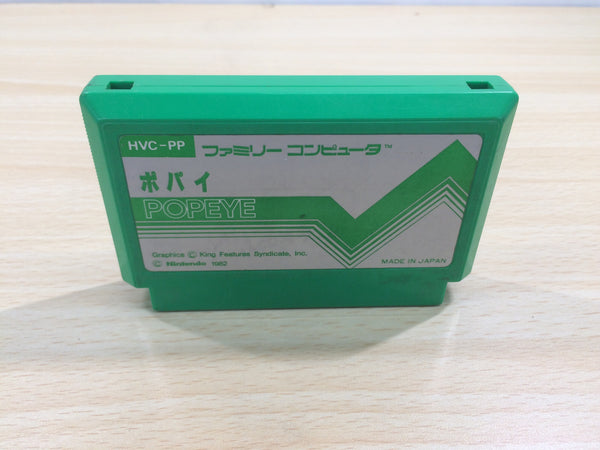 HVC-PP ファミリー コンピュータ™
ポパイ
POPEYE
Graphics © King Features Syndicate, Inc.
© Nintendo 1982
MADE IN JAPAN